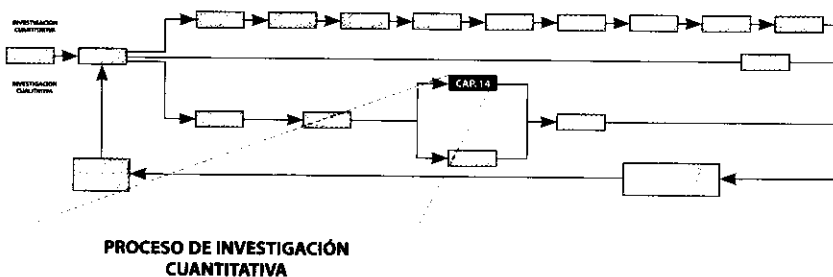 INVESTIGACIÓN
CUANTITATIVA
INVESTIGACIÓN
CUALITATIVA
CAP. 14
PROCESO DE INVESTIGACIÓN
CUANTITATIVA